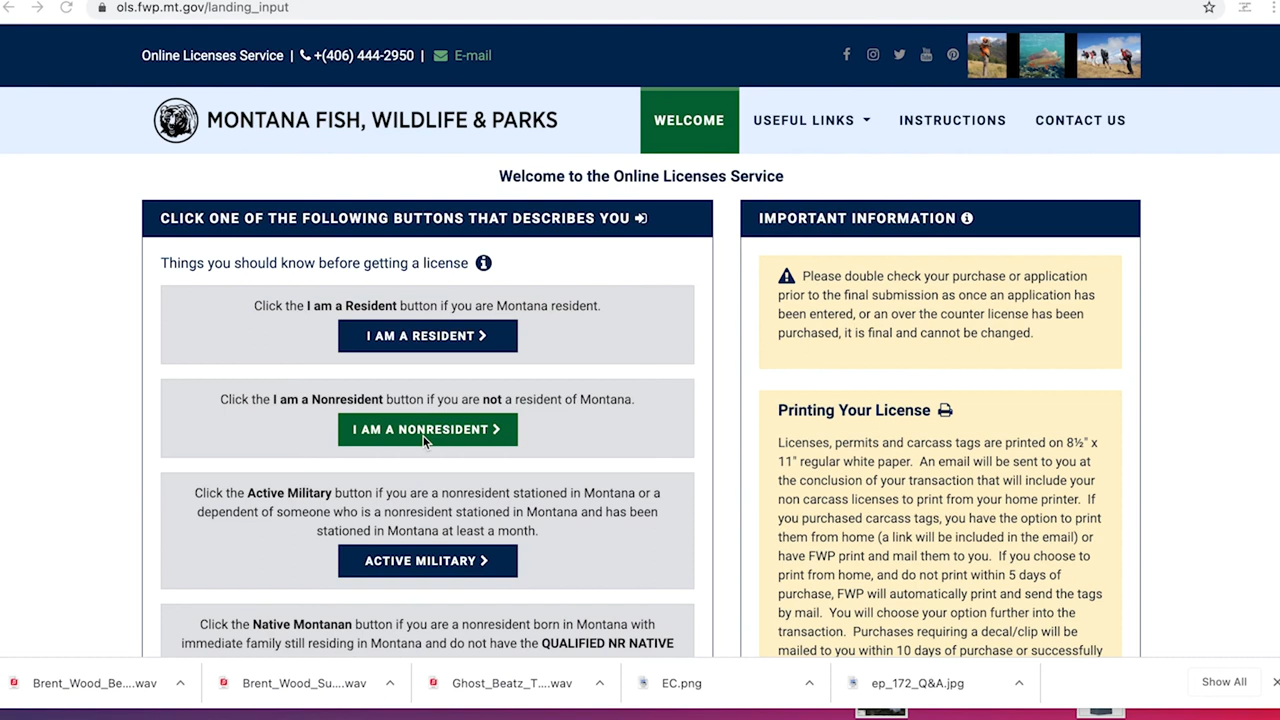 ols.fwp.mt.gov/landing_input
Online Licenses Service | +(406) 444-2950 | E-mail
MONTANA FISH, WILDLIFE & PARKS
WELCOME
USEFUL LINKS
INSTRUCTIONS
CONTACT US
Welcome to the Online Licenses Service
CLICK ONE OF THE FOLLOWING BUTTONS THAT DESCRIBES YOU
Things you should know before getting a license
Click the I am a Resident button if you are Montana resident.
I AM A RESIDENT
Click the I am a Nonresident button if you are not a resident of Montana.
I AM A NONRESIDENT
Click the Active Military button if you are a nonresident stationed in Montana or a
dependent of someone who is a nonresident stationed in Montana and has been
stationed in Montana at least a month.
ACTIVE MILITARY
Click the Native Montanan button if you are a nonresident born in Montana with
immediate family still residing in Montana and do not have the QUALIFIED NR NATIVE
IMPORTANT INFORMATION
Please double check your purchase or application
prior to the final submission as once an application has
been entered, or an over the counter license has been
purchased, it is final and cannot be changed.
Printing Your License
Licenses, permits and carcass tags are printed on 8½" x
11" regular white paper. An email will be sent to you at
the conclusion of your transaction that will include your
non carcass licenses to print from your home printer. If
you purchased carcass tags, you have the option to print
them from home (a link will be included in the email) or
have FWP print and mail them to you. If you choose to
print from home, and do not print within 5 days of
purchase, FWP will automatically print and send the tags
by mail. You will choose your option further into the
transaction. Purchases requiring a decal/clip will be
mailed to you within 10 days of purchase or successfully
Brent_Wood_Be....wav
Brent_Wood_Su....wav
Ghost_Beatz_T....wav
EC.png
ep_172_Q&A.jpg
Show All